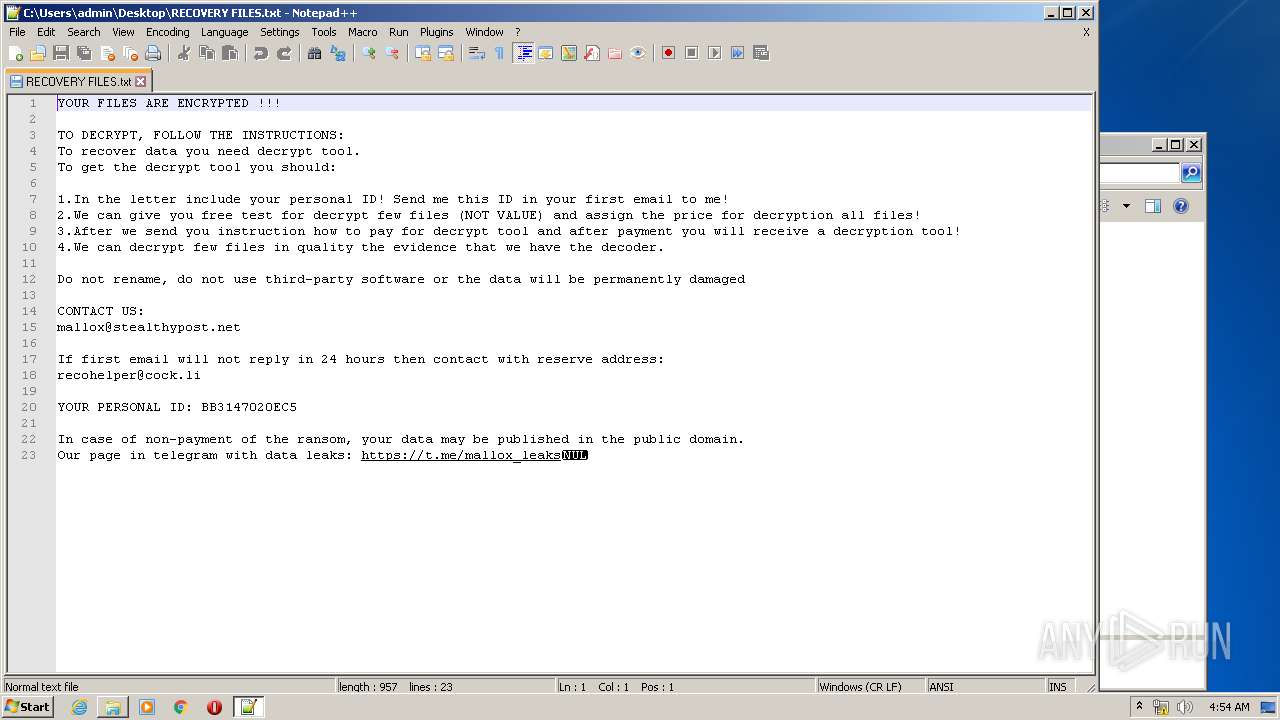 C:\Users\admin\Desktop\RECOVERY FILES.txt - Notepad++
File Edit Search View Encoding Language Settings Tools Macro Run Plugins Window ? X
RECOVERY FILES.txt
1 YOUR FILES ARE ENCRYPTED !!!
2
3 TO DECRYPT, FOLLOW THE INSTRUCTIONS:
4 To recover data you need decrypt tool.
5 To get the decrypt tool you should:
6
7 1.In the letter include your personal ID! Send me this ID in your first email to me!
8 2.We can give you free test for decrypt few files (NOT VALUE) and assign the price for decryption all files!
9 3.After we send you instruction how to pay for decrypt tool and after payment you will receive a decryption tool!
10 4.We can decrypt few files in quality the evidence that we have the decoder.
11
12 Do not rename, do not use third-party software or the data will be permanently damaged
13
14 CONTACT US:
15 mallox@stealthypost.net
16
17 If first email will not reply in 24 hours then contact with reserve address:
18 recohelper@cock.li
19
20 YOUR PERSONAL ID: BB3147020EC5
21
22 In case of non-payment of the ransom, your data may be published in the public domain.
23 Our page in telegram with data leaks: https://t.me/mallox_leaksNUL
ANY RUN
Normal text file length : 957 lines : 23 Ln : 1 Col : 1 Pos : 1 Windows (CR LF) ANSI INS
Start 4:54 AM